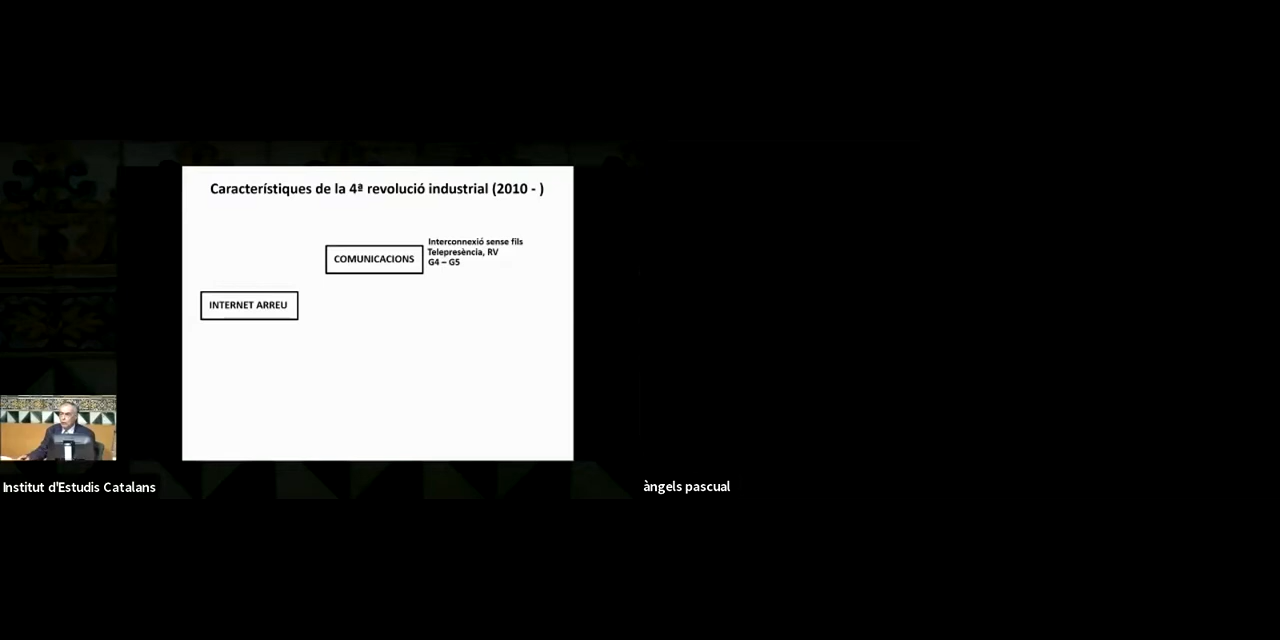 Característiques de la 4ª revolució industrial (2010 - )
COMUNICACIONS
Interconnexió sense fils
Telepresència, RV
G4 – G5
INTERNET ARREU
Institut d'Estudis Catalans
àngels pascual